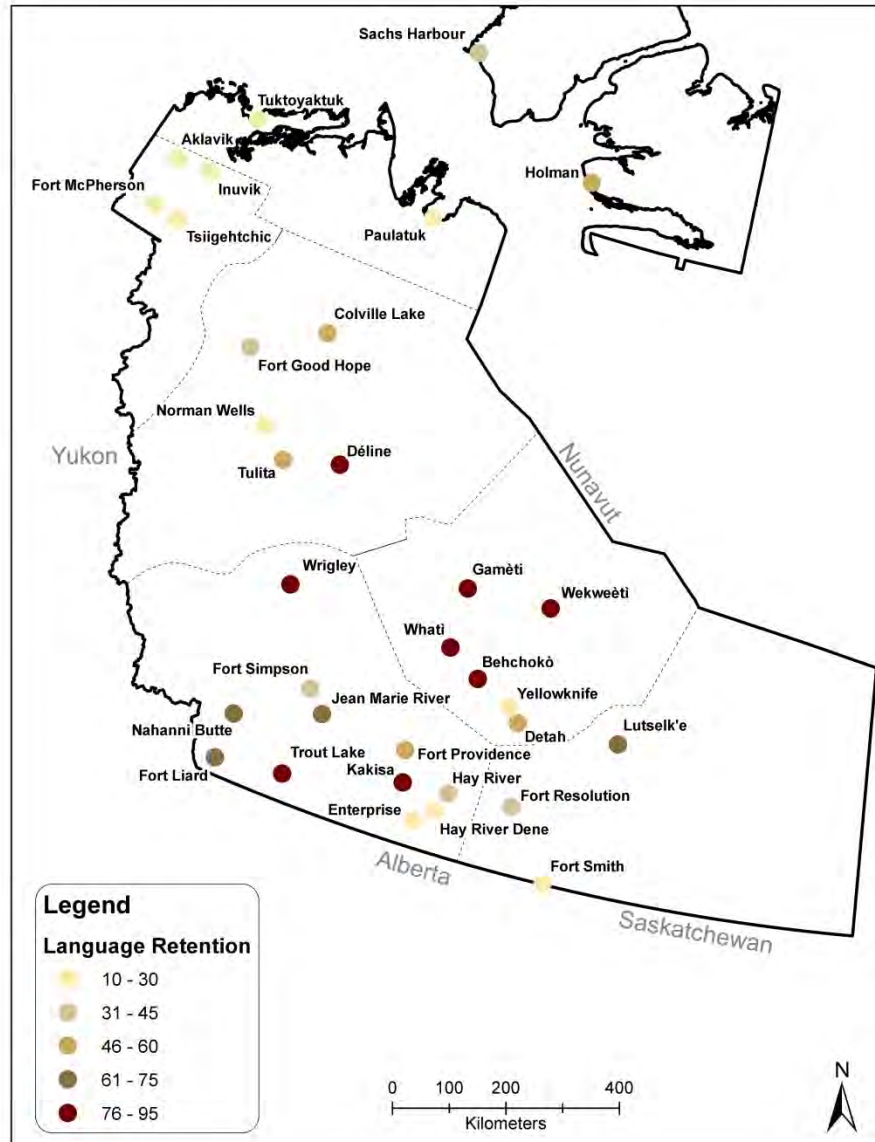 Sachs Harbour
Tuktoyaktuk
Aklavik
Holman
Fort McPherson
Inuvik
Tsiigehtchic
Paulatuk
Colville Lake
Fort Good Hope
Norman Wells
Yukon
Déline
Tulita
Nunavut
Wrigley
Gamètì
Wekweètì
Whatì
Behchokò
Fort Simpson
Yellowknife
Jean Marie River
Nahanni Butte
Detah
Lutselk'e
Trout Lake
Fort Providence
Fort Liard
Kakisa
Hay River
Fort Resolution
Enterprise
Hay River Dene
Alberta
Fort Smith
Saskatchewan
Legend
Language Retention
10 - 30
31 - 45
46 - 60
61 - 75
76 - 95
0 100 200 400
Kilometers
N